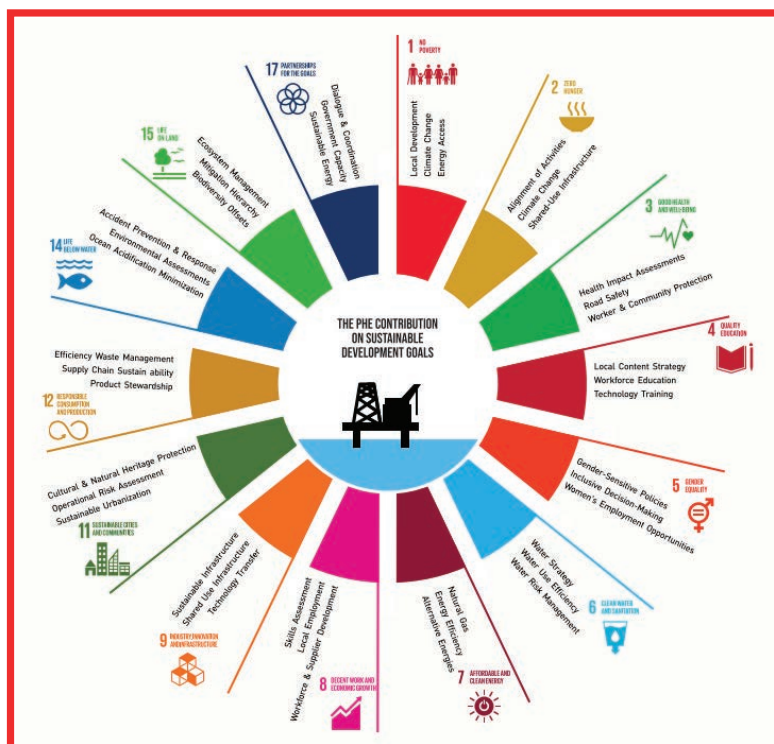 THE PHE CONTRIBUTION
ON SUSTAINABLE
DEVELOPMENT GOALS
1 NO
POVERTY
Local Development
Climate Change
Energy Access
2 ZERO
HUNGER
Alignment of Activities
Climate Change
Shared-Use Infrastructure
3 GOOD HEALTH
AND WELL-BEING
Health Impact Assessments
Road Safety
Worker & Community Protection
4 QUALITY
EDUCATION
Local Content Strategy
Workforce Education
Technology Training
5 GENDER
EQUALITY
Gender-Sensitive Policies
Inclusive Decision-Making
Women's Employment Opportunities
6 CLEAN WATER
AND SANITATION
Water Strategy
Water Use Efficiency
Water Risk Management
7 AFFORDABLE AND
CLEAN ENERGY
Natural Gas
Energy Efficiency
Alternative Energies
8 DECENT WORK AND
ECONOMIC GROWTH
Skills Assessment
Local Employment
Workforce & Supplier Development
9 INDUSTRY, INNOVATION
AND INFRASTRUCTURE
Sustainable Infrastructure
Shared Use Infrastructure
Technology Transfer
11 SUSTAINABLE CITIES
AND COMMUNITIES
Cultural & Natural Heritage Protection
Operational Risk Assessment
Sustainable Urbanization
12 RESPONSIBLE
CONSUMPTION
AND PRODUCTION
Efficiency Waste Management
Supply Chain Sustain ability
Product Stewardship
14 LIFE
BELOW WATER
Accident Prevention & Response
Environmental Assessments
Ocean Acidification Minimization
15 LIFE
ON LAND
Ecosystem Management
Mitigation Hierarchy
Biodiversity Offsets
17 PARTNERSHIPS
FOR THE GOALS
Dialogue & Coordination
Government Capacity
Sustainable Energy